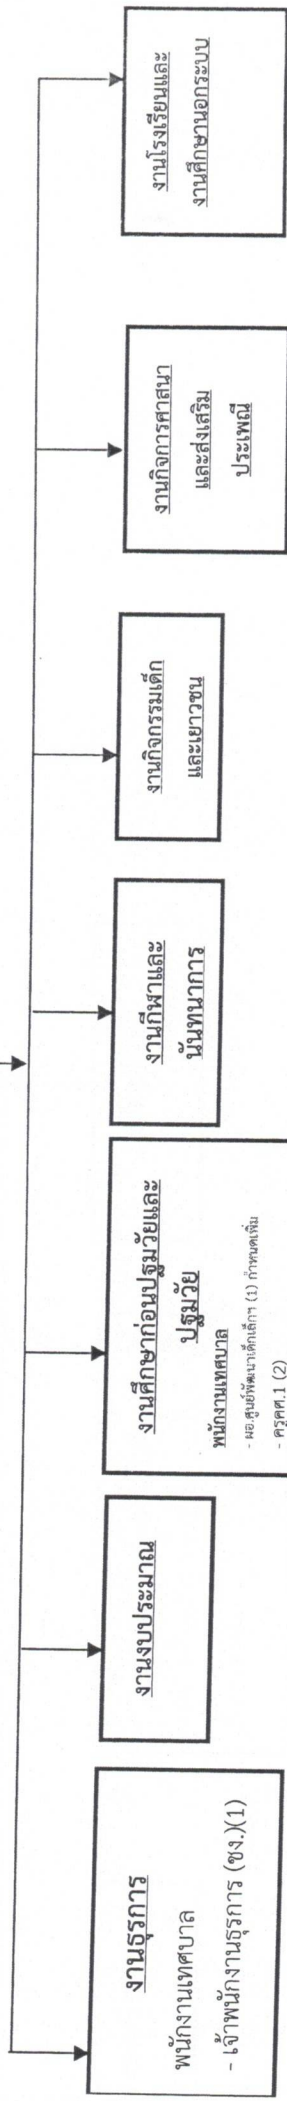 งานธุรการ
พนักงานเทศบาล
- เจ้าพนักงานธุรการ (ชง.)(1)
งานงบประมาณ
งานศึกษาก่อนปฐมวัยและ
ปฐมวัย
พนักงานเทศบาล
- ผอ.ศูนย์พัฒนาเด็กเล็กฯ (1) กำหนดเพิ่ม
- ครูคศ.1 (2)
งานกีฬาและ
นันทนาการ
งานกิจกรรมเด็ก
และเยาวชน
งานกิจการศาสนา
และส่งเสริม
ประเพณี
งานโรงเรียนและ
งานศึกษานอกระบบ